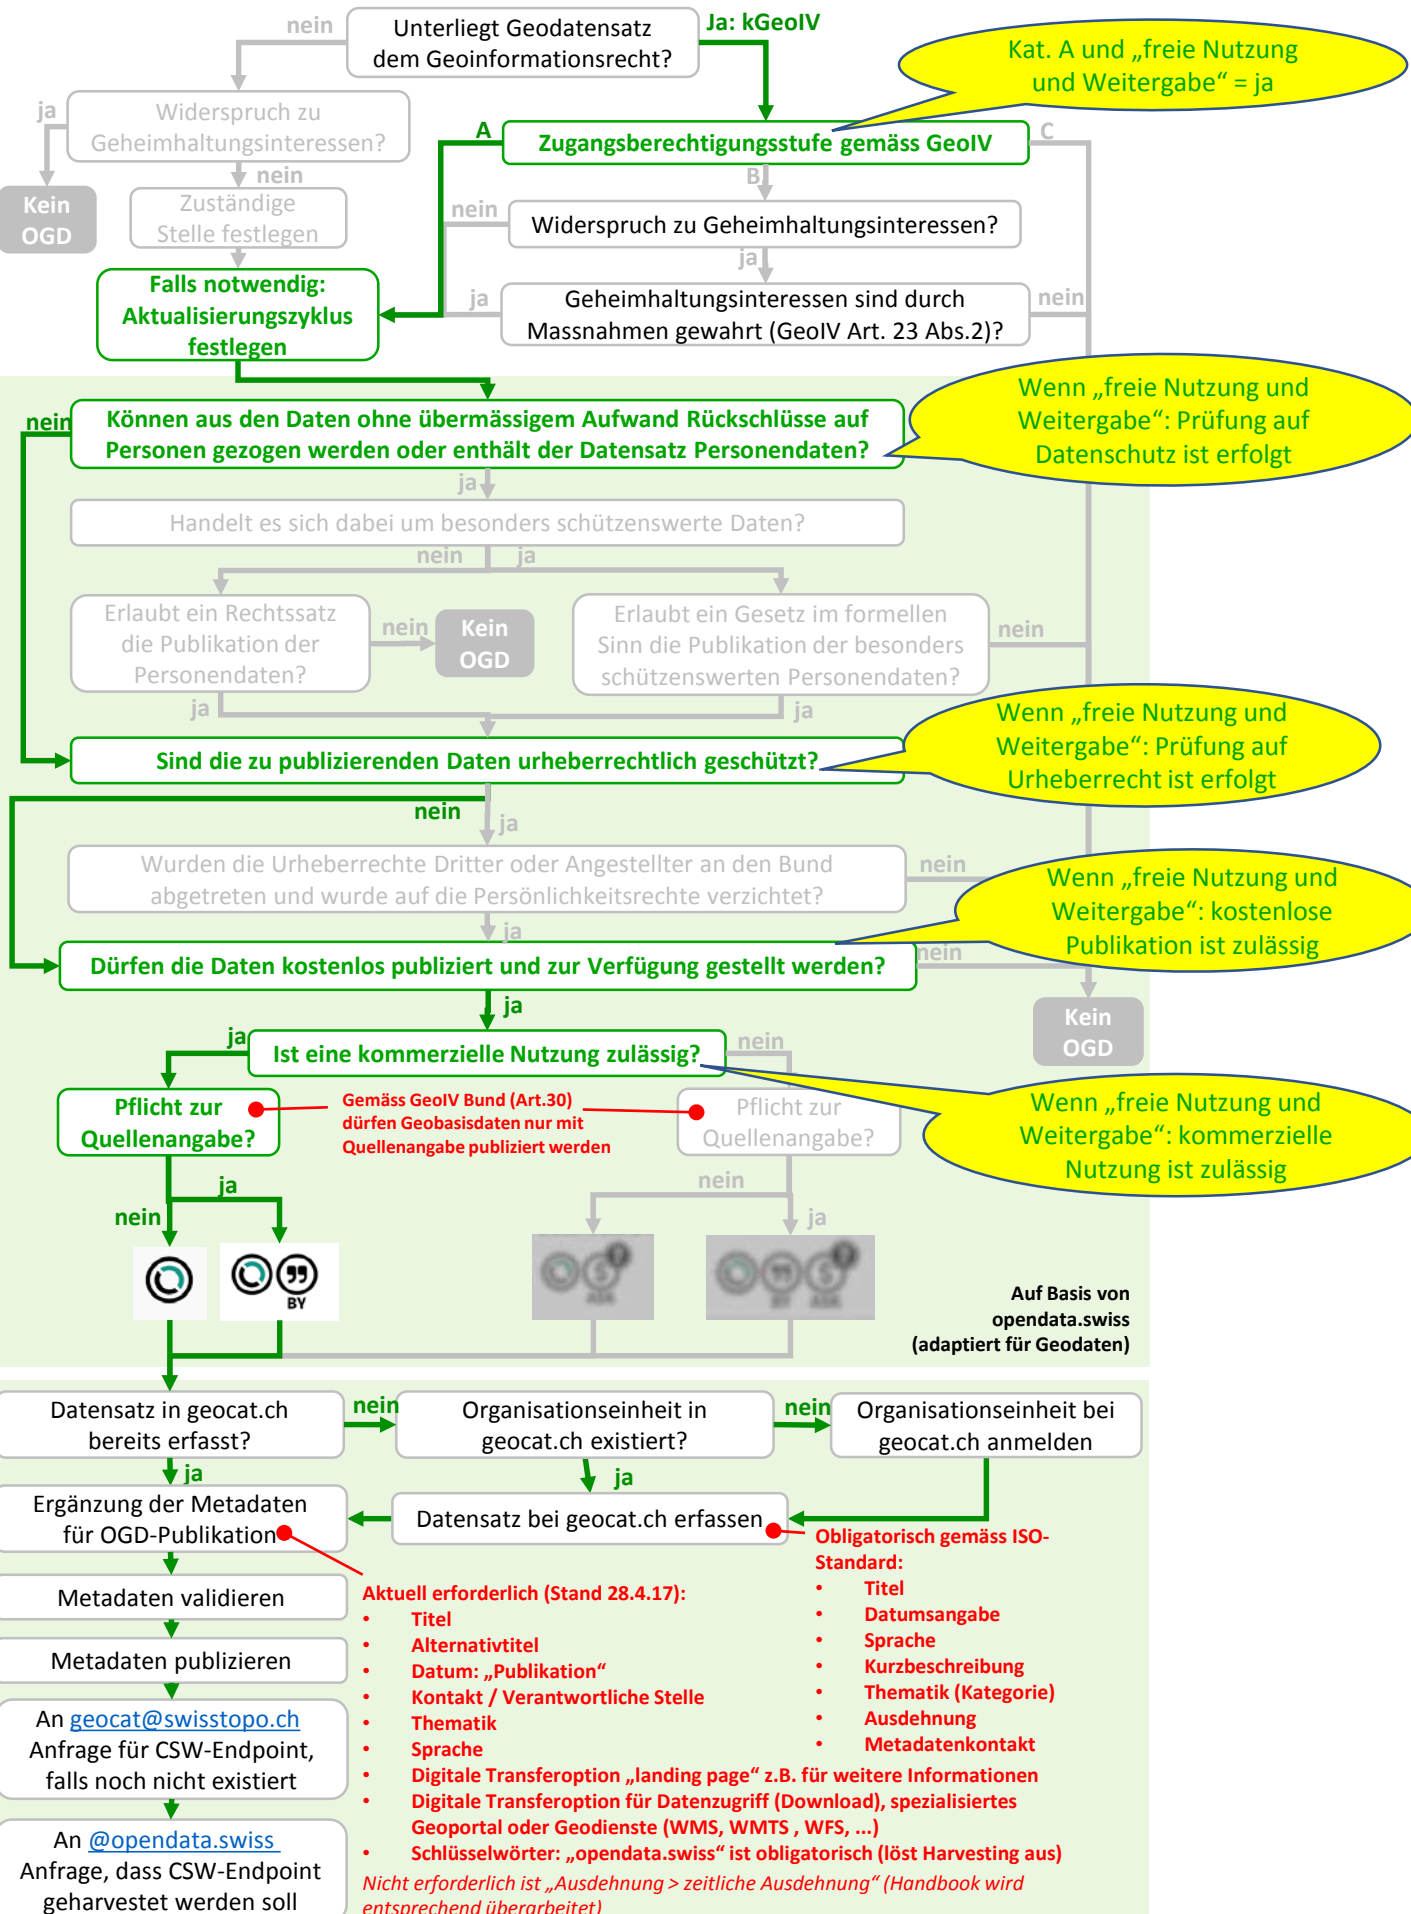 nein
Unterliegt Geodatensatz
dem Geoinformationsrecht?
Ja: kGeoIV
Kat. A und „freie Nutzung
und Weitergabe“ = ja
ja
Widerspruch zu
Geheimhaltungsinteressen?
A
Zugangsberechtigungsstufe gemäss GeoIV
C
nein
B
Kein
OGD
Zuständige
Stelle festlegen
nein
Widerspruch zu Geheimhaltungsinteressen?
ja
Falls notwendig:
Aktualisierungszyklus
festlegen
ja
Geheimhaltungsinteressen sind durch
Massnahmen gewahrt (GeoIV Art. 23 Abs.2)?
nein
nein
Können aus den Daten ohne übermässigem Aufwand Rückschlüsse auf
Personen gezogen werden oder enthält der Datensatz Personendaten?
Wenn „freie Nutzung und
Weitergabe“: Prüfung auf
Datenschutz ist erfolgt
ja
Handelt es sich dabei um besonders schützenswerte Daten?
nein
ja
Erlaubt ein Rechtssatz
die Publikation der
Personendaten?
nein
Kein
OGD
Erlaubt ein Gesetz im formellen
Sinn die Publikation der besonders
schützenswerten Personendaten?
nein
ja
ja
Sind die zu publizierenden Daten urheberrechtlich geschützt?
Wenn „freie Nutzung und
Weitergabe“: Prüfung auf
Urheberrecht ist erfolgt
nein
ja
Wurden die Urheberrechte Dritter oder Angestellter an den Bund
abgetreten und wurde auf die Persönlichkeitsrechte verzichtet?
nein
Wenn „freie Nutzung und
Weitergabe“: kostenlose
Publikation ist zulässig
ja
Dürfen die Daten kostenlos publiziert und zur Verfügung gestellt werden?
nein
ja
Kein
OGD
ja
Ist eine kommerzielle Nutzung zulässig?
nein
Pflicht zur
Quellenangabe?
Gemäss GeoIV Bund (Art.30)
dürfen Geobasisdaten nur mit
Quellenangabe publiziert werden
Pflicht zur
Quellenangabe?
Wenn „freie Nutzung und
Weitergabe“: kommerzielle
Nutzung ist zulässig
nein
ja
nein
ja
BY
ASK
BY
ASK
Auf Basis von
opendata.swiss
(adaptiert für Geodaten)
Datensatz in geocat.ch
bereits erfasst?
nein
Organisationseinheit in
geocat.ch existiert?
nein
Organisationseinheit bei
geocat.ch anmelden
ja
ja
Ergänzung der Metadaten
für OGD-Publikation
Datensatz bei geocat.ch erfassen
Obligatorisch gemäss ISO-
Standard:
• Titel
• Datumsangabe
• Sprache
• Kurzbeschreibung
• Thematik (Kategorie)
• Ausdehnung
• Metadatenkontakt
Metadaten validieren
Metadaten publizieren
An geocat@swisstopo.ch
Anfrage für CSW-Endpoint,
falls noch nicht existiert
An @opendata.swiss
Anfrage, dass CSW-Endpoint
geharvestet werden soll
Aktuell erforderlich (Stand 28.4.17):
• Titel
• Alternativtitel
• Datum: „Publikation“
• Kontakt / Verantwortliche Stelle
• Thematik
• Sprache
• Digitale Transferoption „landing page“ z.B. für weitere Informationen
• Digitale Transferoption für Datenzugriff (Download), spezialisiertes
Geoportal oder Geodienste (WMS, WMTS , WFS, ...)
• Schlüsselwörter: „opendata.swiss“ ist obligatorisch (löst Harvesting aus)
Nicht erforderlich ist „Ausdehnung > zeitliche Ausdehnung“ (Handbook wird
entsprechend überarbeitet)